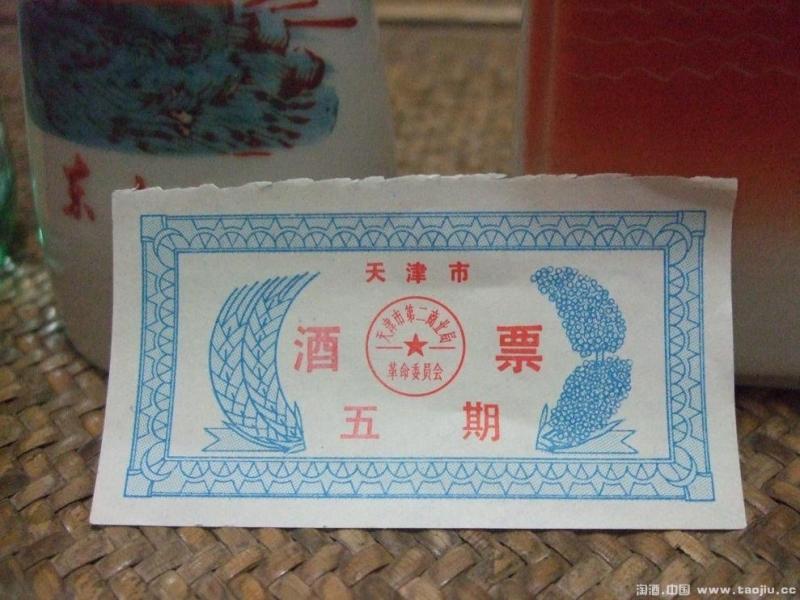 东
天津市
酒 票
天津市第二商业局
革命委员会
五 期
淘酒.中国 www.taojiu.cc